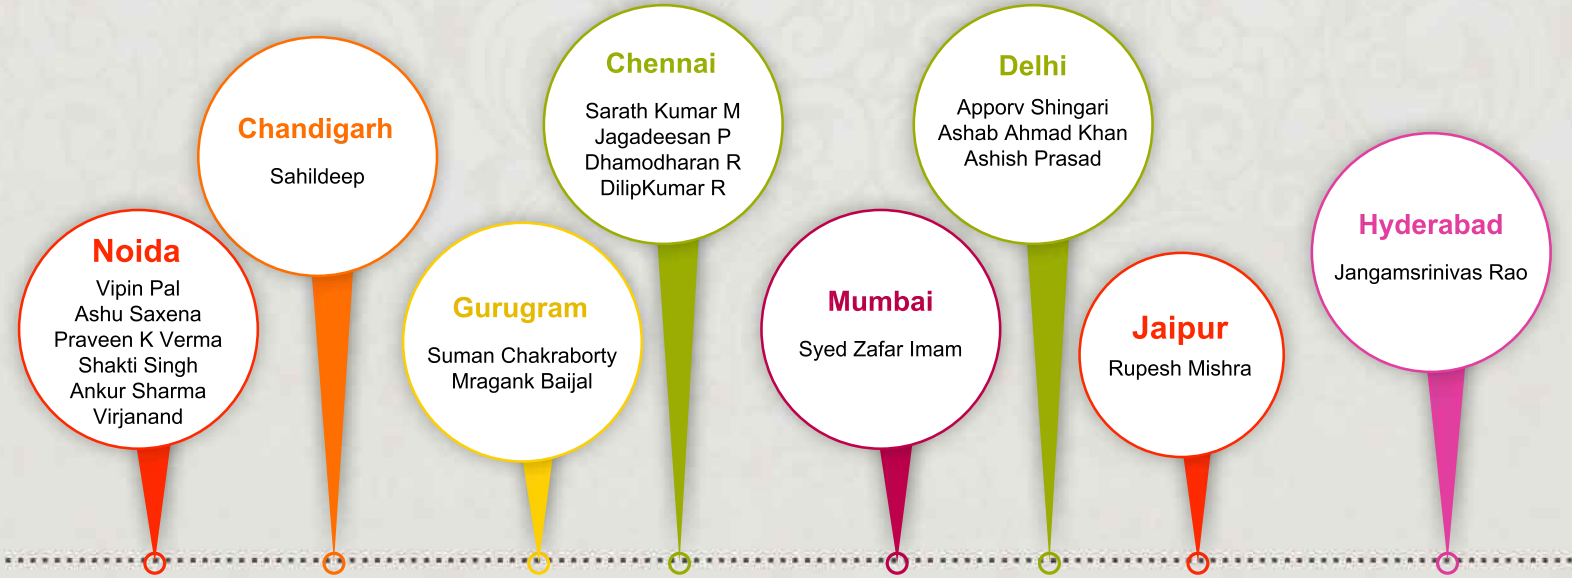 Noida
Vipin Pal
Ashu Saxena
Praveen K Verma
Shakti Singh
Ankur Sharma
Virjanand
Chandigarh
Sahildeep
Gurugram
Suman Chakraborty
Mragank Baijal
Chennai
Sarath Kumar M
Jagadeesan P
Dhamodharan R
DilipKumar R
Mumbai
Syed Zafar Imam
Delhi
Apporv Shingari
Ashab Ahmad Khan
Ashish Prasad
Jaipur
Rupesh Mishra
Hyderabad
Jangamsrinivas Rao